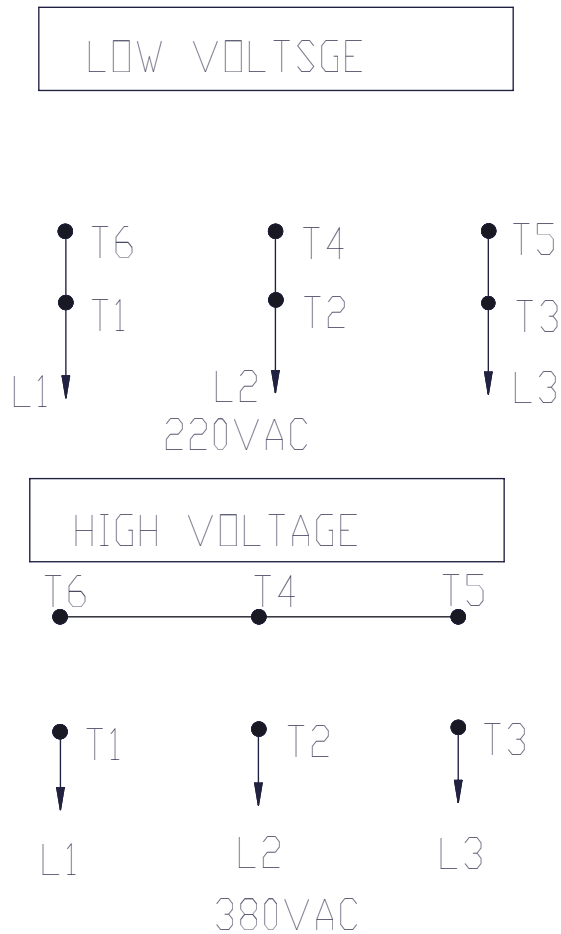 LOW VOLTSGE
T6 T4 T5
T1 T2 T3
L1 L2 L3
220VAC
HIGH VOLTAGE
T6 T4 T5
T1 T2 T3
L1 L2 L3
380VAC